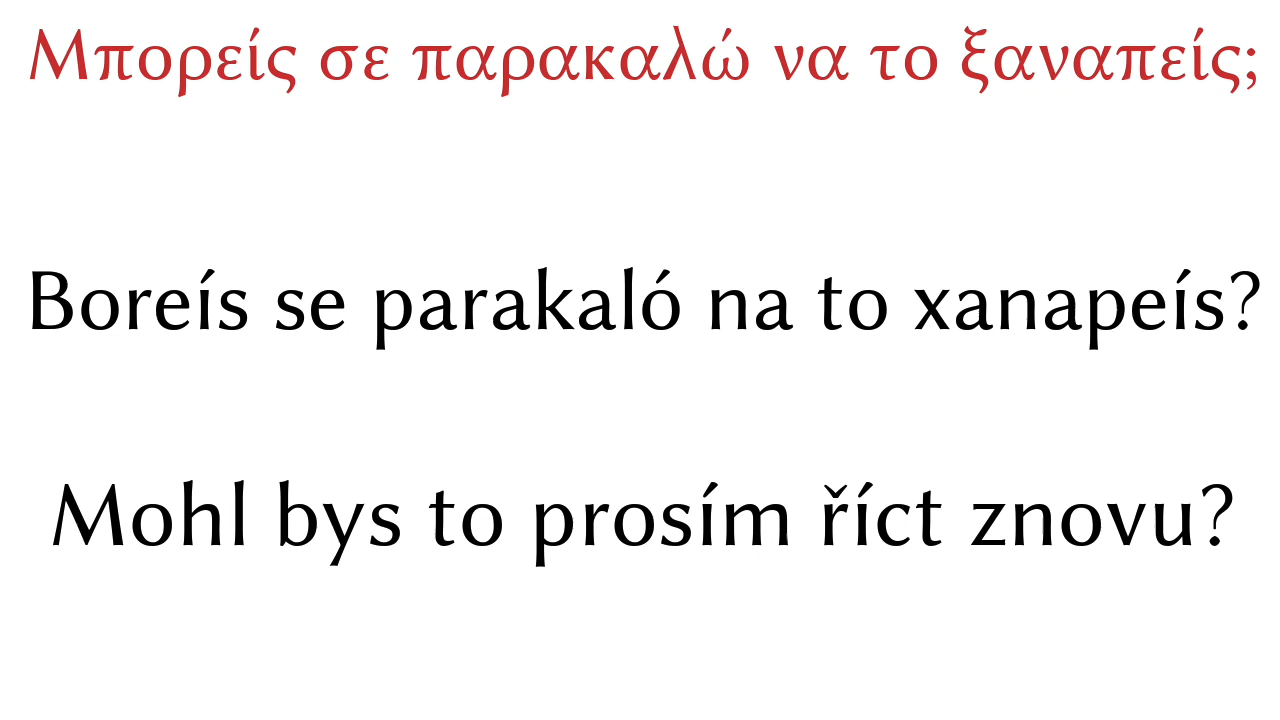 Μπορείς σε παρακαλώ να το ξαναπείς;
Boreís se parakaló na to xanapeís?
Mohl bys to prosím říct znovu?